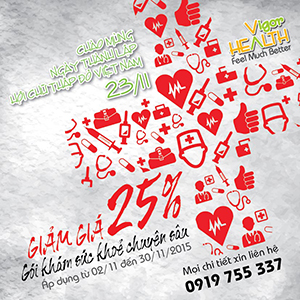 CHÀO MỪNG
NGÀY THÀNH LẬP
HỘI CHỮ THẬP ĐỎ VIỆT NAM
23/11
Vigor
HEALTH
Feel Much Better
GIẢM GIÁ 25%
Gói khám sức khoẻ chuyên sâu
Áp dụng từ 02/11 đến 30/11/2015
Mọi chi tiết xin liên hệ
0919 755 337